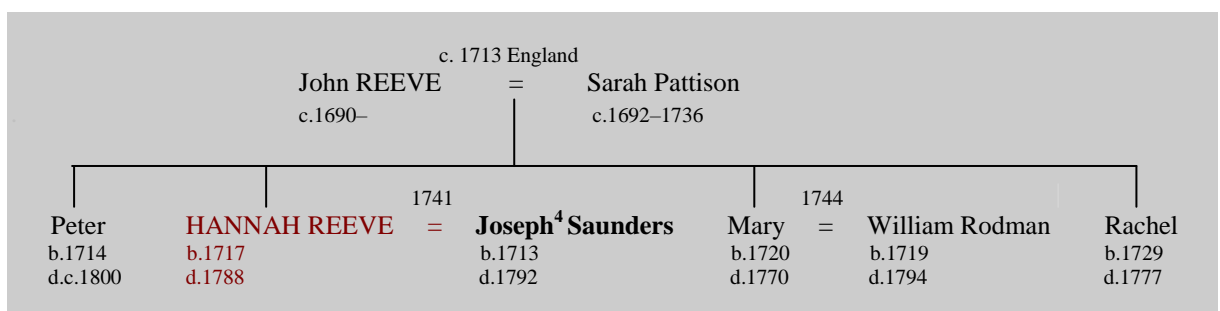 c. 1713 England
John REEVE = Sarah Pattison
c.1690– c.1692–1736
1741 1744
Peter HANNAH REEVE = Joseph⁴ Saunders Mary = William Rodman Rachel
b.1714 b.1717 b.1713 b.1720 b.1719 b.1729
d.c.1800 d.1788 d.1792 d.1770 d.1794 d.1777